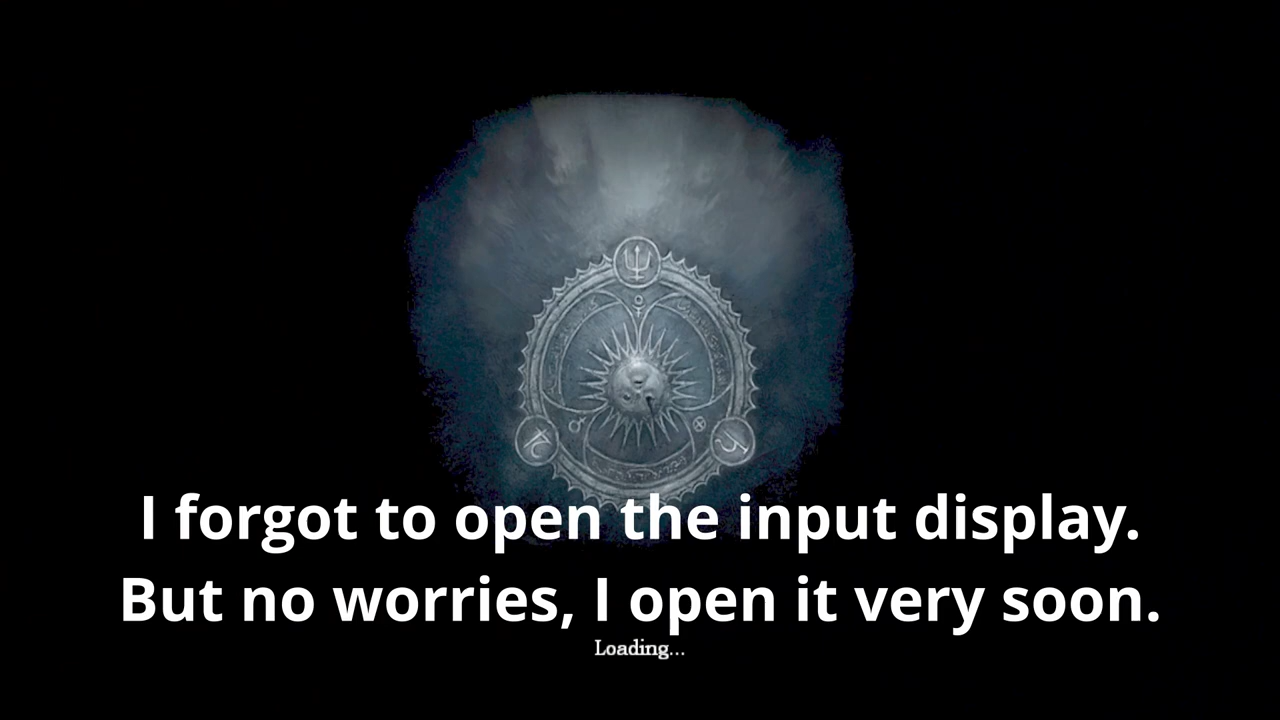 I forgot to open the input display.
But no worries, I open it very soon.
Loading...